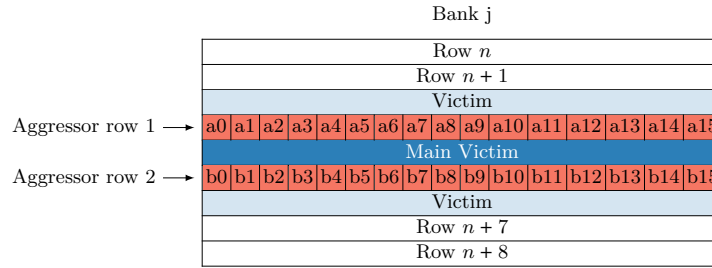 Bank j
Row n
Row n + 1
Victim
Aggressor row 1 a0 a1 a2 a3 a4 a5 a6 a7 a8 a9 a10 a11 a12 a13 a14 a15
Main Victim
Aggressor row 2 b0 b1 b2 b3 b4 b5 b6 b7 b8 b9 b10 b11 b12 b13 b14 b15
Victim
Row n + 7
Row n + 8